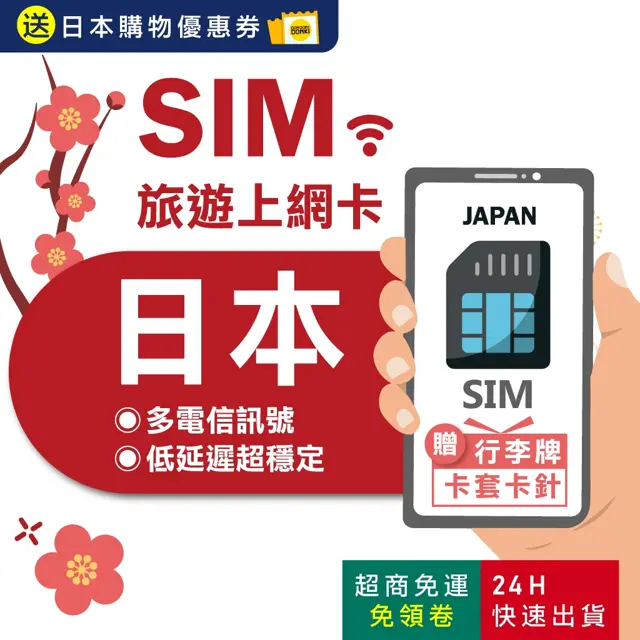 送 日本購物優惠券
SIM
旅遊上網卡
日本
多電信訊號
低延遲超穩定
JAPAN
SIM
贈 行李牌
卡套卡針
超商免運
免領卷
24H
快速出貨